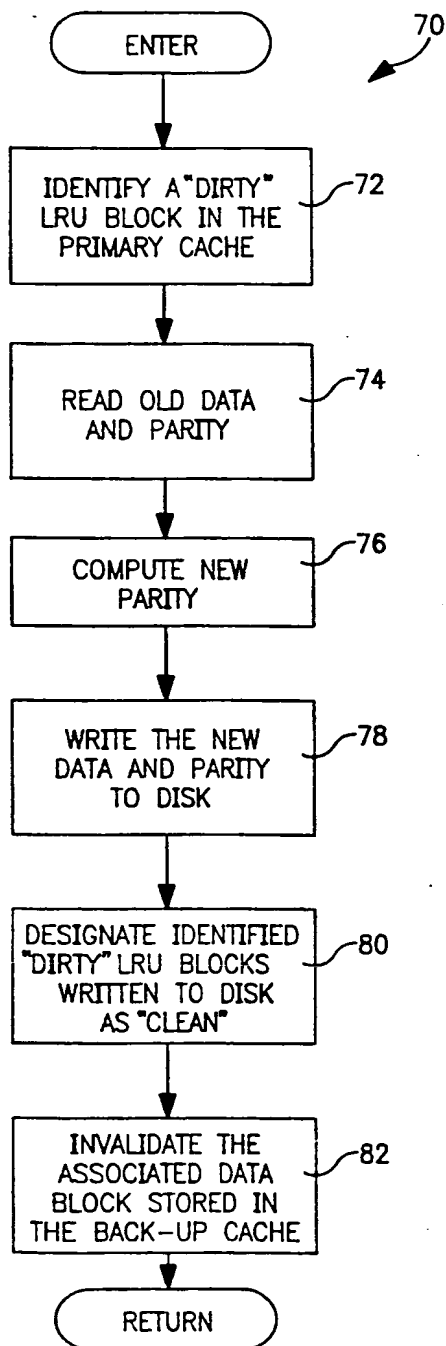 ENTER
70
IDENTIFY A "DIRTY"
LRU BLOCK IN THE
PRIMARY CACHE
72
READ OLD DATA
AND PARITY
74
COMPUTE NEW
PARITY
76
WRITE THE NEW
DATA AND PARITY
TO DISK
78
DESIGNATE IDENTIFIED
"DIRTY" LRU BLOCKS
WRITTEN TO DISK
AS "CLEAN"
80
INVALIDATE THE
ASSOCIATED DATA
BLOCK STORED IN
THE BACK-UP CACHE
82
RETURN